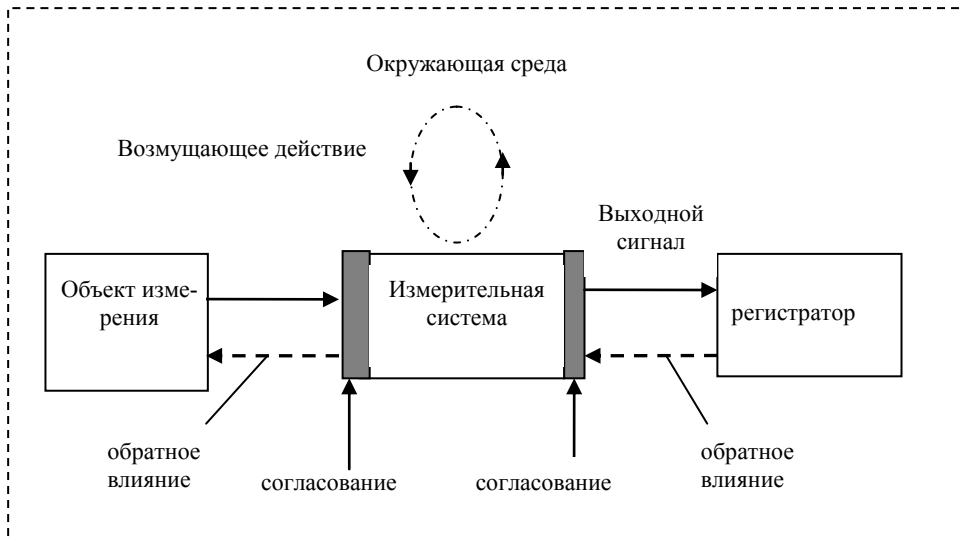 Окружающая среда
Возмущающее действие
Выходной
сигнал
Объект изме-
рения
Измерительная
система
регистратор
обратное
влияние
согласование
согласование
обратное
влияние